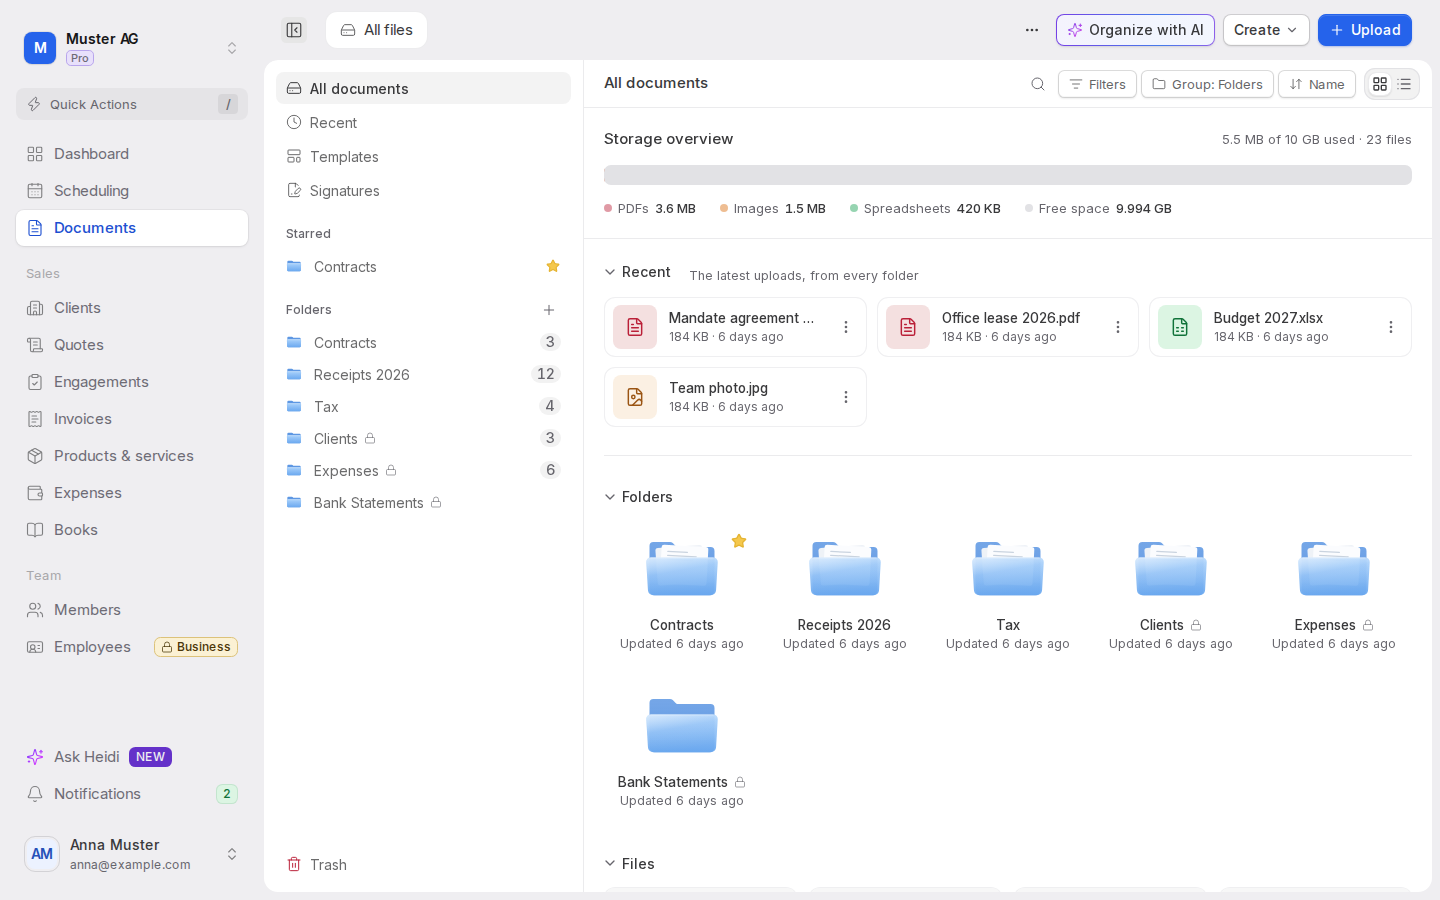 M
Muster AG
Pro
Quick Actions
/
Dashboard
Scheduling
Documents
Sales
Clients
Quotes
Engagements
Invoices
Products & services
Expenses
Books
Team
Members
Employees
Business
Ask Heidi
NEW
Notifications
2
AM
Anna Muster
anna@example.com
All files
Organize with AI
Create
Upload
All documents
Recent
Templates
Signatures
Starred
Contracts
Folders
Contracts 3
Receipts 2026 12
Tax 4
Clients 3
Expenses 6
Bank Statements
Trash
All documents
Filters
Group: Folders
Name
Storage overview
5.5 MB of 10 GB used · 23 files
PDFs 3.6 MB
Images 1.5 MB
Spreadsheets 420 KB
Free space 9.994 GB
Recent
The latest uploads, from every folder
Mandate agreement ...
184 KB · 6 days ago
Office lease 2026.pdf
184 KB · 6 days ago
Budget 2027.xlsx
184 KB · 6 days ago
Team photo.jpg
184 KB · 6 days ago
Folders
Contracts
Updated 6 days ago
Receipts 2026
Updated 6 days ago
Tax
Updated 6 days ago
Clients
Updated 6 days ago
Expenses
Updated 6 days ago
Bank Statements
Updated 6 days ago
Files